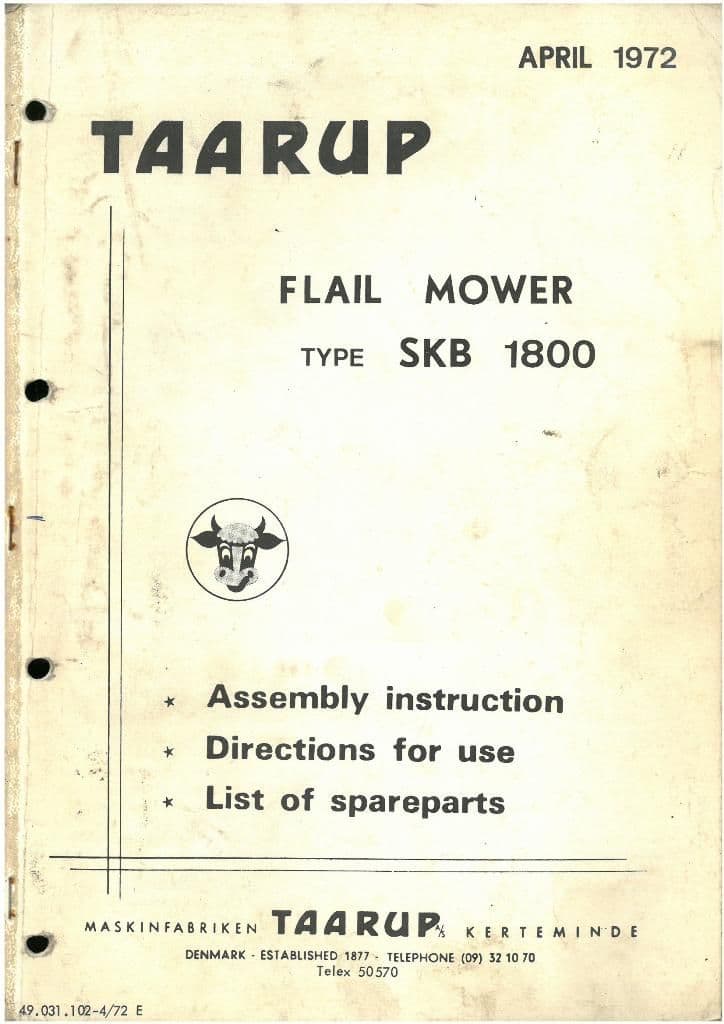 APRIL 1972
TAARUP
FLAIL MOWER
TYPE SKB 1800
* Assembly instruction
* Directions for use
* List of spareparts
MASKINFABRIKEN TAARUP A/S KERTEMINDE
DENMARK - ESTABLISHED 1877 - TELEPHONE (09) 32 10 70
Telex 50570
49.031.102-4/72 E